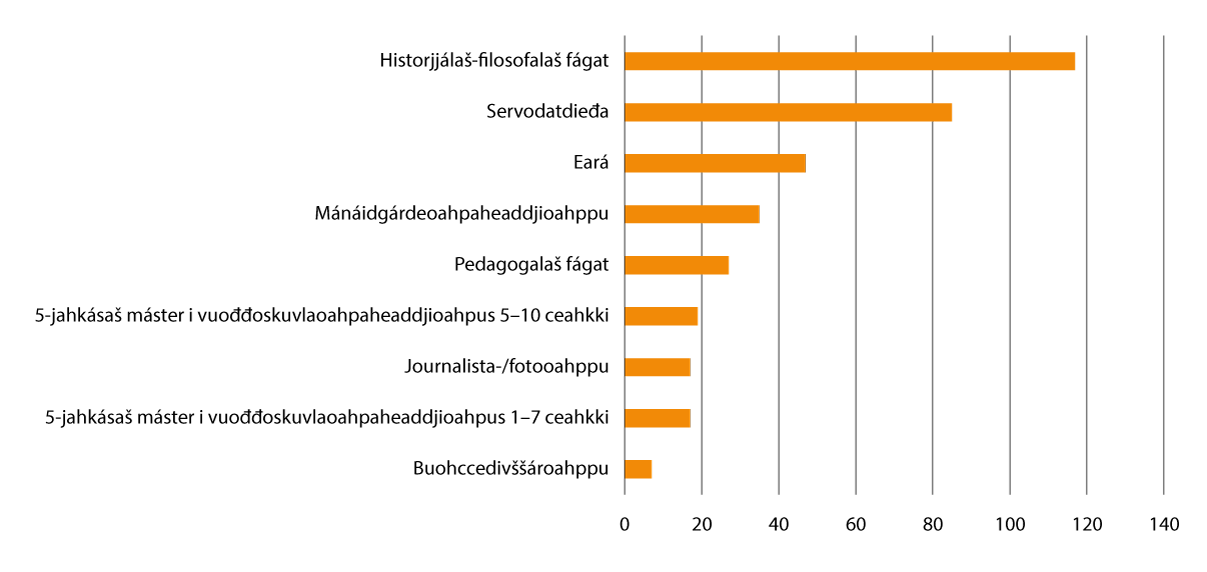 Historjjálaš-filosofalaš fágat
Servodatdieđa
Eará
Mánáidgárdeoahpaheaddjioahppu
Pedagogalaš fágat
5-jahkásaš máster i vuođđoskuvlaoahpaheaddjioahpus 5–10 ceahkki
Journalista-/fotooahppu
5-jahkásaš máster i vuođđoskuvlaoahpaheaddjioahpus 1–7 ceahkki
Buohccedivššároahppu
0 20 40 60 80 100 120 140